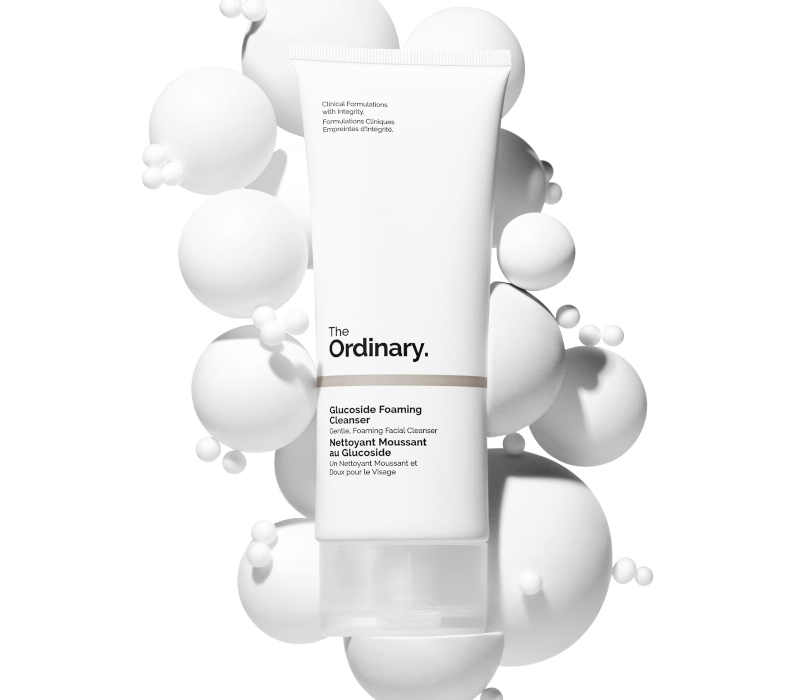 Clinical Formulations
with Integrity.
Formulations Cliniques
Empreintes d'Intégrité.
The
Ordinary.
Glucoside Foaming
Cleanser
Gentle, Foaming Facial Cleanser
Nettoyant Moussant
au Glucoside
Un Nettoyant Moussant et
Doux pour le Visage